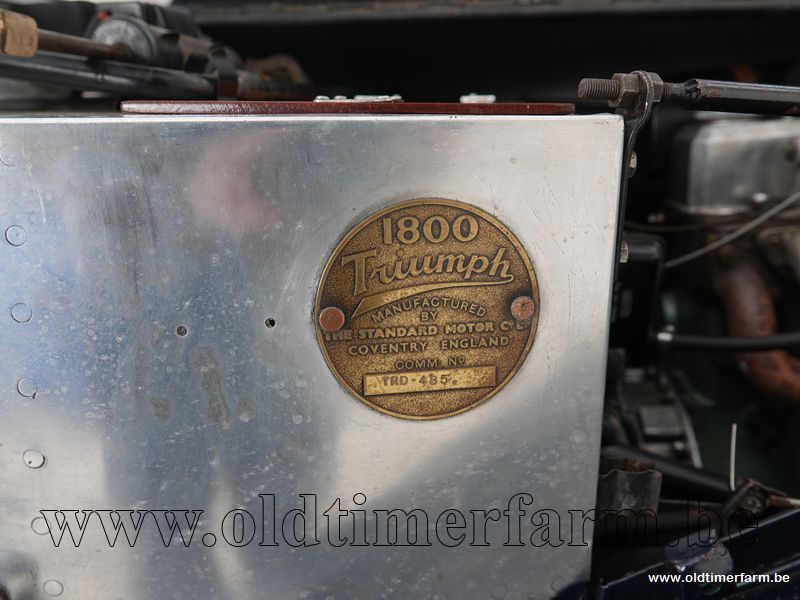 1800
Triumph
MANUFACTURED
BY
THE STANDARD MOTOR Co. L
COVENTRY ENGLAND
COMM. No.
TRD·485.
www.oldtimerfarm.be
www.oldtimerfarm.be